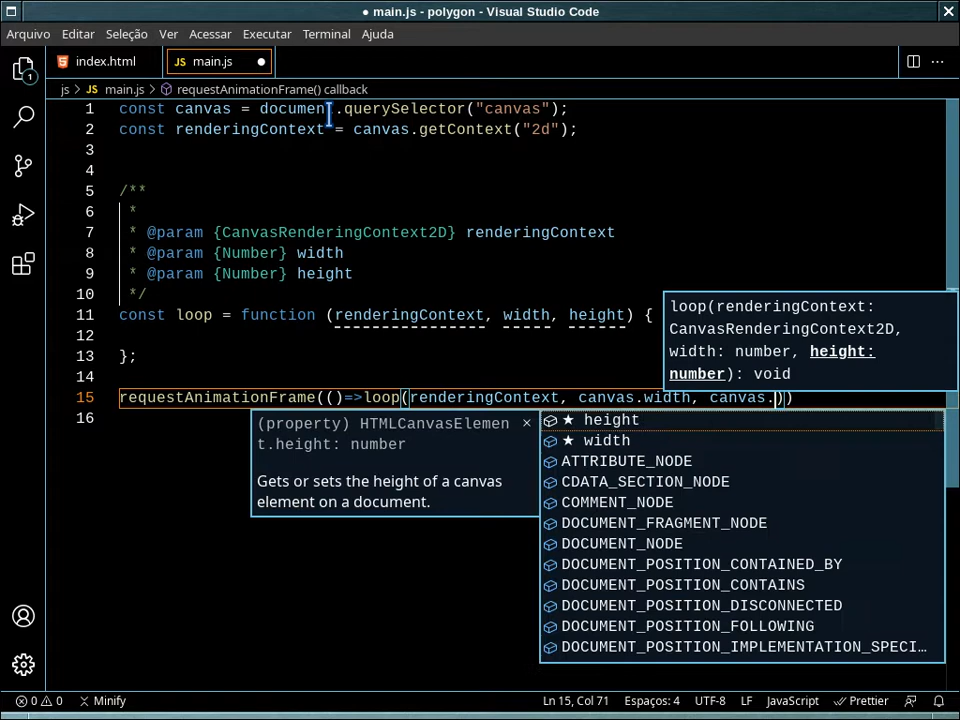 ● main.js - polygon - Visual Studio Code
Arquivo Editar Seleção Ver Acessar Executar Terminal Ajuda
index.html JS main.js ●
js > JS main.js > requestAnimationFrame() callback
1 const canvas = document.querySelector("canvas");
2 const renderingContext = canvas.getContext("2d");
3
4
5 /**
6 *
7 * @param {CanvasRenderingContext2D} renderingContext
8 * @param {Number} width
9 * @param {Number} height
10 */
11 const loop = function (renderingContext, width, height) {
12
13 };
14
15 requestAnimationFrame(()=>loop(renderingContext, canvas.width, canvas.))
16
loop(renderingContext:
CanvasRenderingContext2D,
width: number, height:
number): void
(property) HTMLCanvasElemen
t.height: number
Gets or sets the height of a canvas
element on a document.
★ height
★ width
ATTRIBUTE_NODE
CDATA_SECTION_NODE
COMMENT_NODE
DOCUMENT_FRAGMENT_NODE
DOCUMENT_NODE
DOCUMENT_POSITION_CONTAINED_BY
DOCUMENT_POSITION_CONTAINS
DOCUMENT_POSITION_DISCONNECTED
DOCUMENT_POSITION_FOLLOWING
DOCUMENT_POSITION_IMPLEMENTATION_SPECI…
1
0 0 Minify Ln 15, Col 71 Espaços: 4 UTF-8 LF JavaScript Prettier